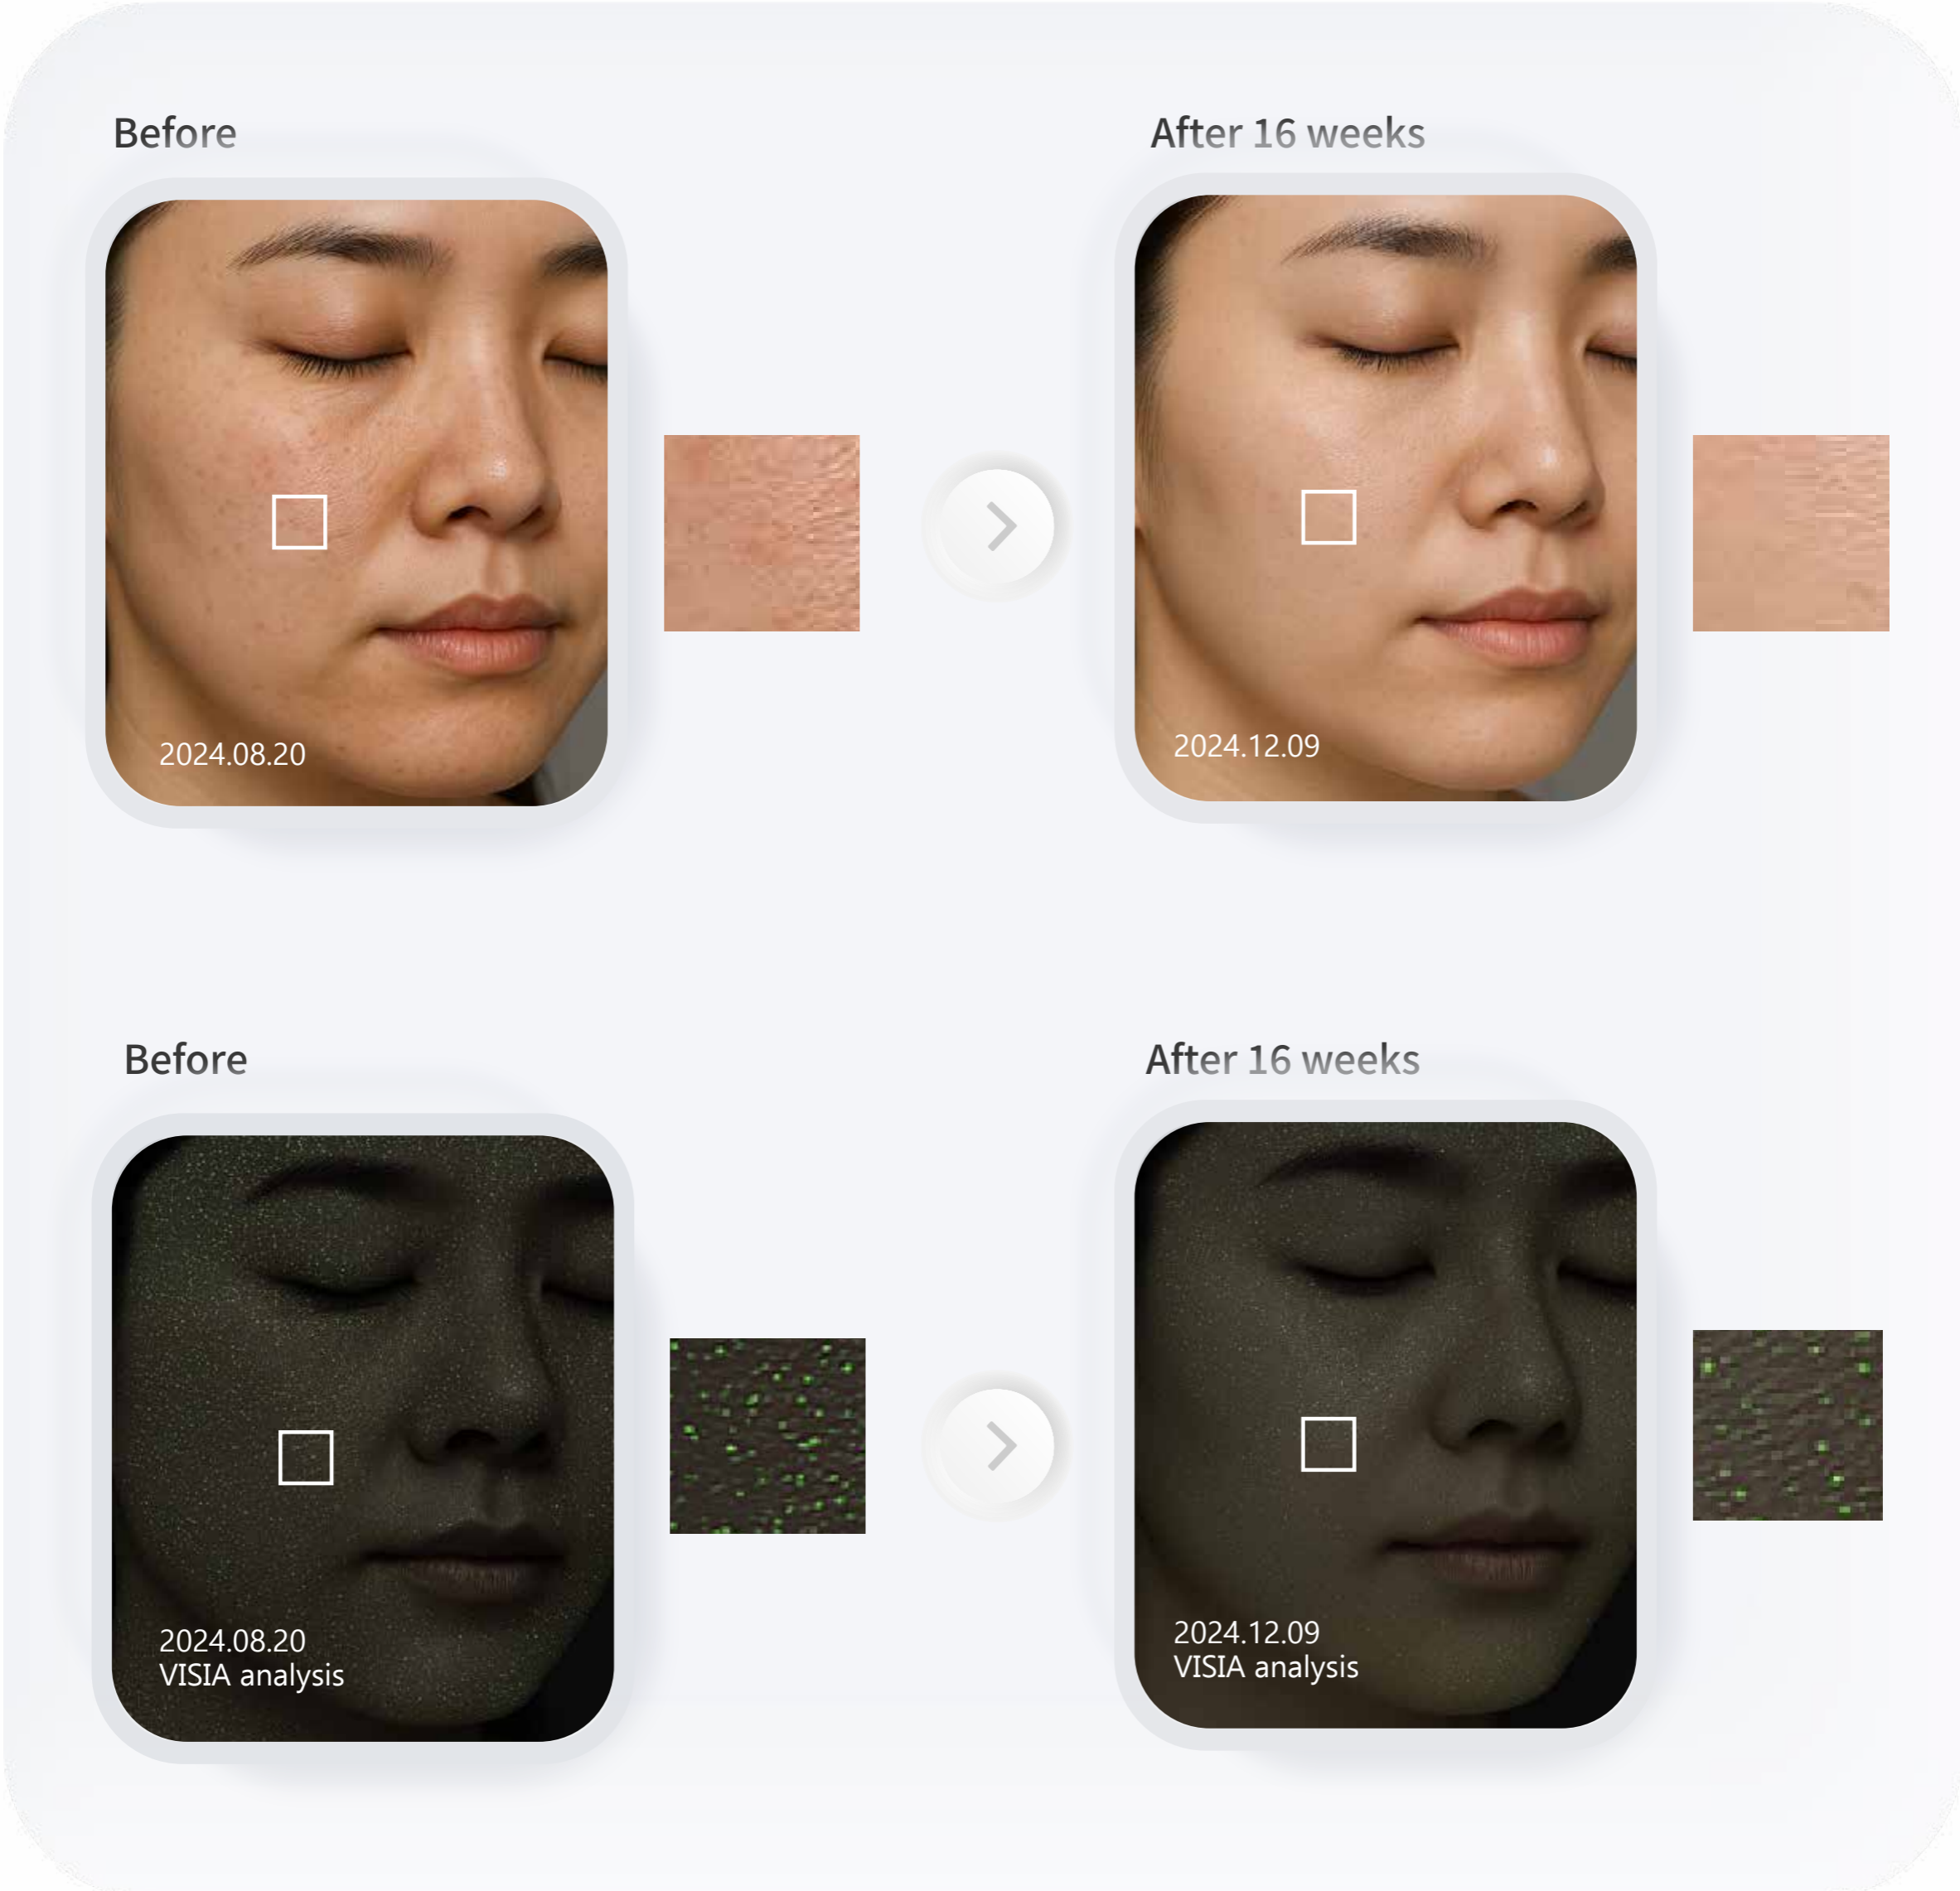 Before
After 16 weeks
2024.08.20
2024.12.09
Before
After 16 weeks
2024.08.20
VISIA analysis
2024.12.09
VISIA analysis